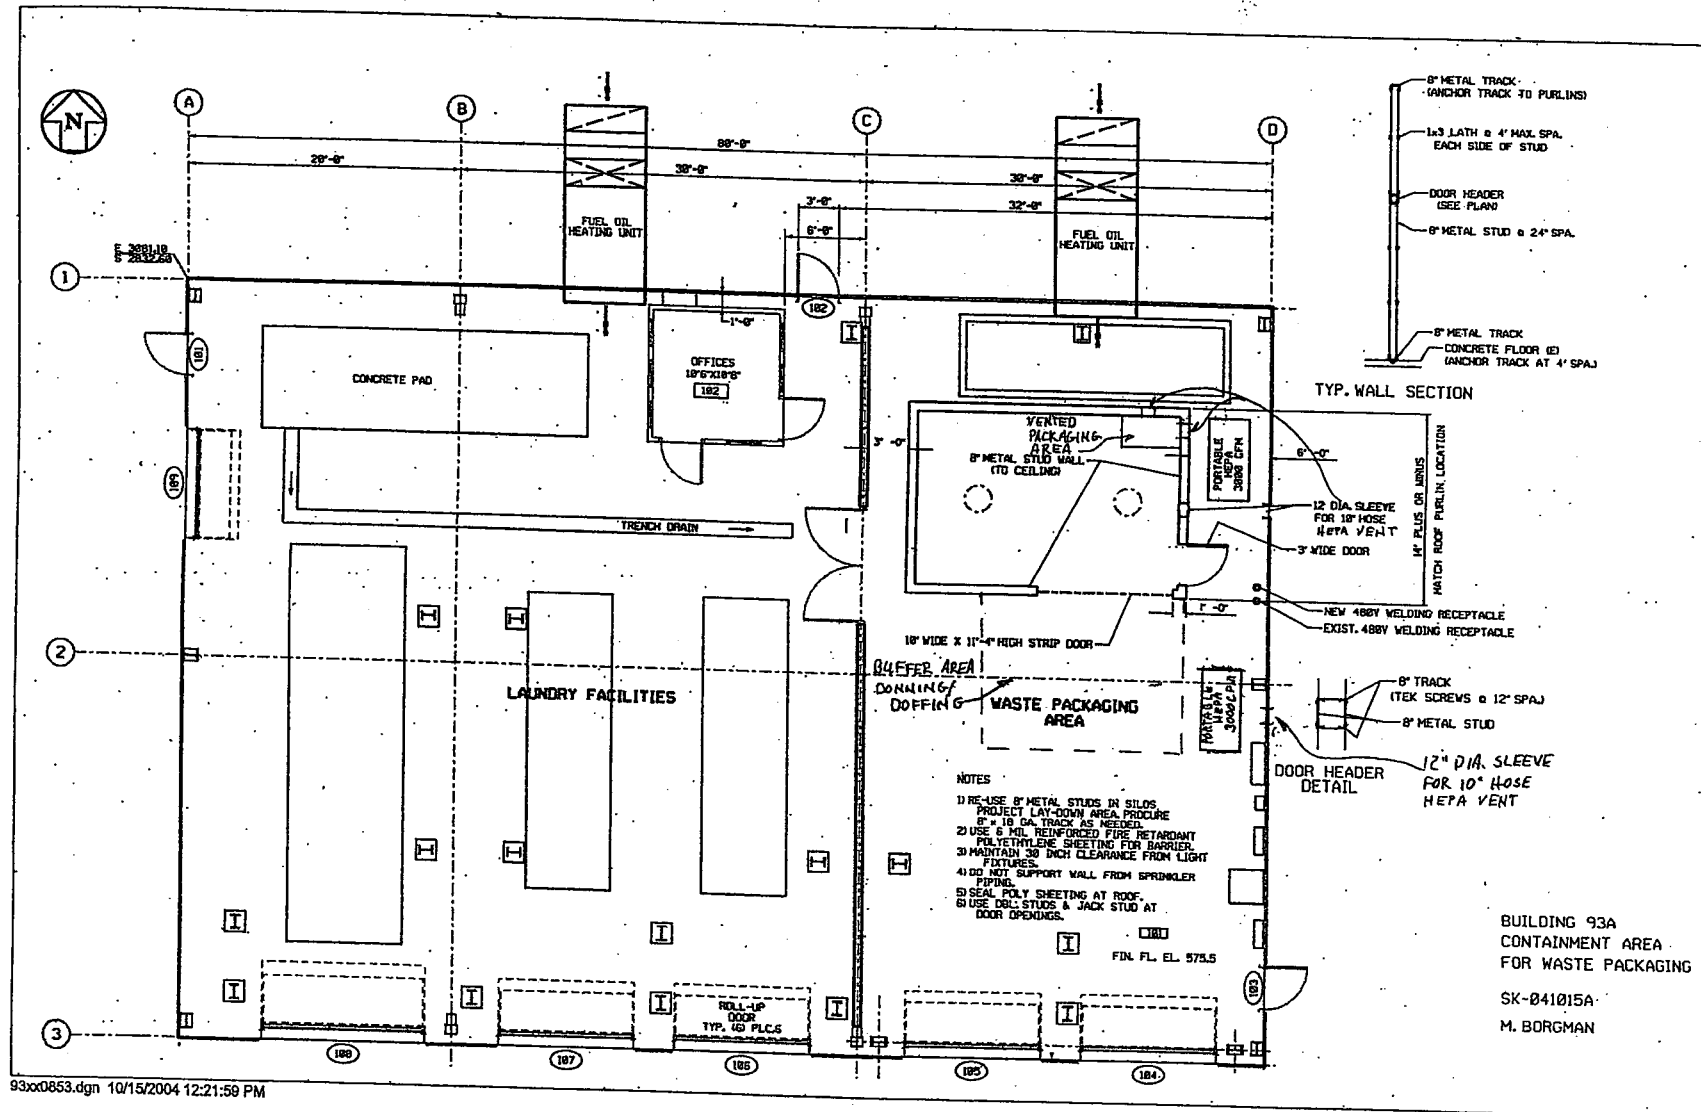 N
A
B
C
D
80'-0"
20'-0"
30'-0"
30'-0"
3'-0"
32'-0"
6'-0"
FUEL OIL
HEATING UNIT
FUEL OIL
HEATING UNIT
8" METAL TRACK
(ANCHOR TRACK TO PURLINS)
1x3 LATH @ 4' MAX. SPA.
EACH SIDE OF STUD
DOOR HEADER
(SEE PLAN)
8" METAL STUD @ 24" SPA.
8" METAL TRACK
CONCRETE FLOOR (E)
(ANCHOR TRACK AT 4' SPA.)
TYP. WALL SECTION
1
102
1'-0"
101
CONCRETE PAD
OFFICES
10'6"X10'6"
102
3'-0"
VENTED
PACKAGING
AREA
8" METAL STUD WALL
(TO CEILING)
PORTABLE
HEPA
3000 CFM
6'-0"
14' PLUS OR MINUS
MATCH ROOF PURLIN LOCATION
12 DIA. SLEEVE
FOR 10" HOSE
HEPA VENT
3' WIDE DOOR
109
TRENCH DRAIN
1'-0"
NEW 480V WELDING RECEPTACLE
EXIST. 480V WELDING RECEPTACLE
10' WIDE X 11'-4" HIGH STRIP DOOR
2
BUFFER AREA
DONNING/
DOFFING
LAUNDRY FACILITIES
WASTE PACKAGING
AREA
PORTABLE
HEPA
3000 CFM
8" TRACK
(TEK SCREWS @ 12" SPA.)
8" METAL STUD
DOOR HEADER
DETAIL
12" DIA. SLEEVE
FOR 10" HOSE
HEPA VENT
NOTES
1) RE-USE 8" METAL STUDS IN SILOS
PROJECT LAY-DOWN AREA. PROCURE
8" x 18 GA. TRACK AS NEEDED.
2) USE 6 MIL REINFORCED FIRE RETARDANT
POLYETHYLENE SHEETING FOR BARRIER.
3) MAINTAIN 30 INCH CLEARANCE FROM LIGHT
FIXTURES.
4) DO NOT SUPPORT WALL FROM SPRINKLER
PIPING.
5) SEAL POLY SHEETING AT ROOF.
6) USE DBL. STUDS & JACK STUD AT
DOOR OPENINGS.
101
FIN. FL. EL. 575.5
103
ROLL-UP
DOOR
TYP. (6) PLC.S
3
108
107
106
105
104
BUILDING 93A
CONTAINMENT AREA
FOR WASTE PACKAGING
SK-041015A
M. BORGMAN
93xx0853.dgn 10/15/2004 12:21:59 PM